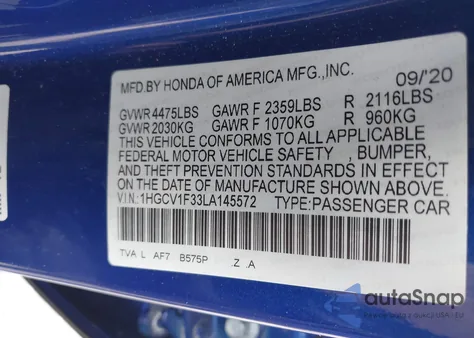 MFD.BY HONDA OF AMERICA MFG.,INC. 09/20
GVWR 4475LBS GAWR F 2359LBS R 2116LBS
GVWR 2030KG GAWR F 1070KG R 960KG
THIS VEHICLE CONFORMS TO ALL APPLICABLE
FEDERAL MOTOR VEHICLE SAFETY , BUMPER,
AND THEFT PREVENTION STANDARDS IN EFFECT
ON THE DATE OF MANUFACTURE SHOWN ABOVE.
V.I.N.: 1HGCV1F33LA145572 TYPE:PASSENGER CAR
TVA L AF7 B575P .Z .A
autoSnap